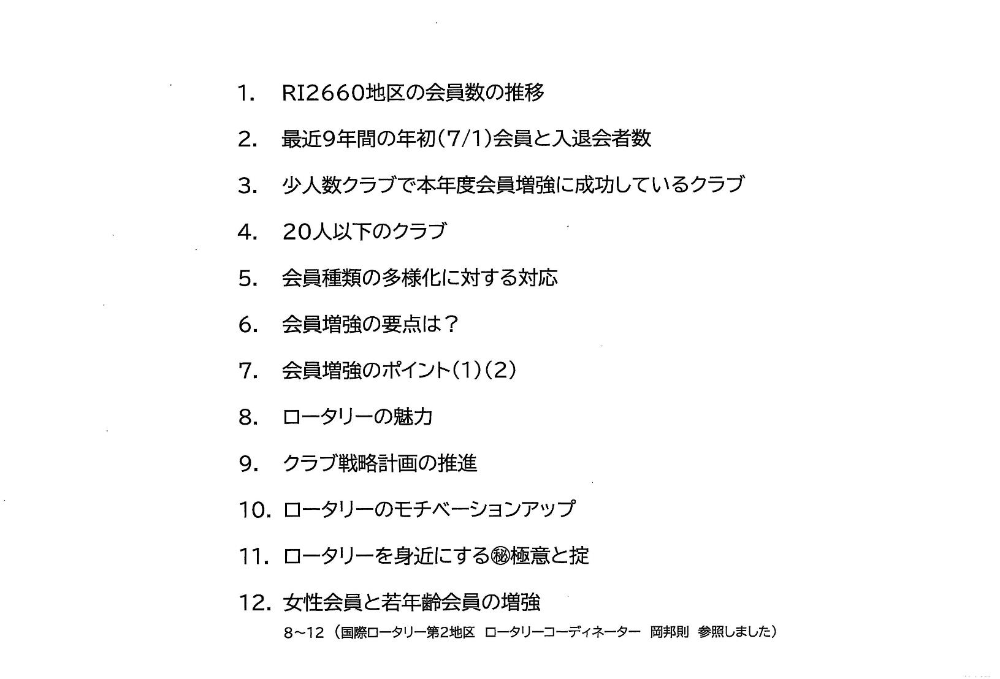 1. RI2660地区の会員数の推移
2. 最近9年間の年初(7/1)会員と入退会者数
3. 少人数クラブで本年度会員増強に成功しているクラブ
4. 20人以下のクラブ
5. 会員種類の多様化に対する対応
6. 会員増強の要点は？
7. 会員増強のポイント(1)(2)
8. ロータリーの魅力
9. クラブ戦略計画の推進
10. ロータリーのモチベーションアップ
11. ロータリーを身近にする㊙極意と掟
12. 女性会員と若年齢会員の増強
8～12（国際ロータリー第2地区 ロータリーコーディネーター 岡邦則 参照しました）